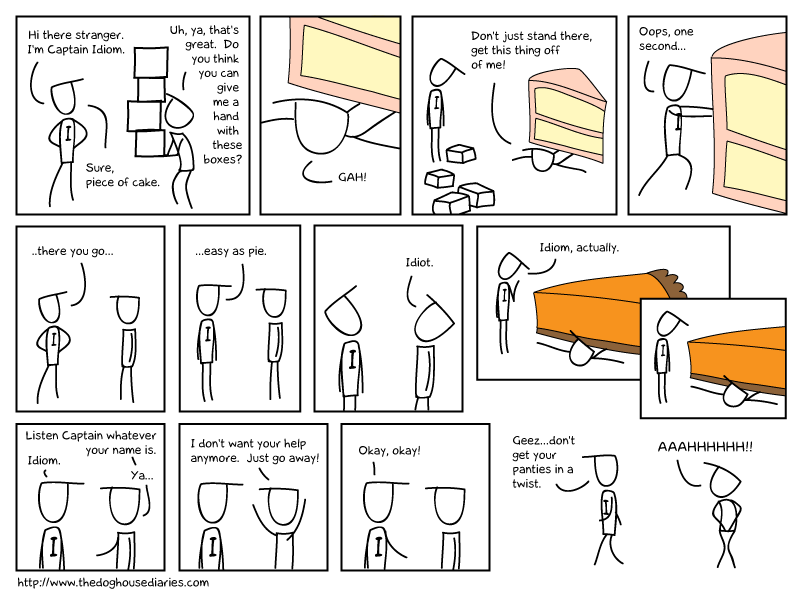 Hi there stranger.
I'm Captain Idiom.
Uh, ya, that's
great. Do
you think
you can
give
me a
hand
with
these
boxes?
I
Sure,
piece of cake.
GAH!
Don't just stand there,
get this thing off
of me!
I
Oops, one
second...
I
..there you go...
I
...easy as pie.
I
Idiot.
I
Idiom, actually.
I
I
Listen Captain whatever
your name is.
Idiom.
Ya...
I
I don't want your help
anymore. Just go away!
I
Okay, okay!
I
Geez...don't
get your
panties in a
twist.
I
AAAHHHHHH!!
http://www.thedoghousediaries.com